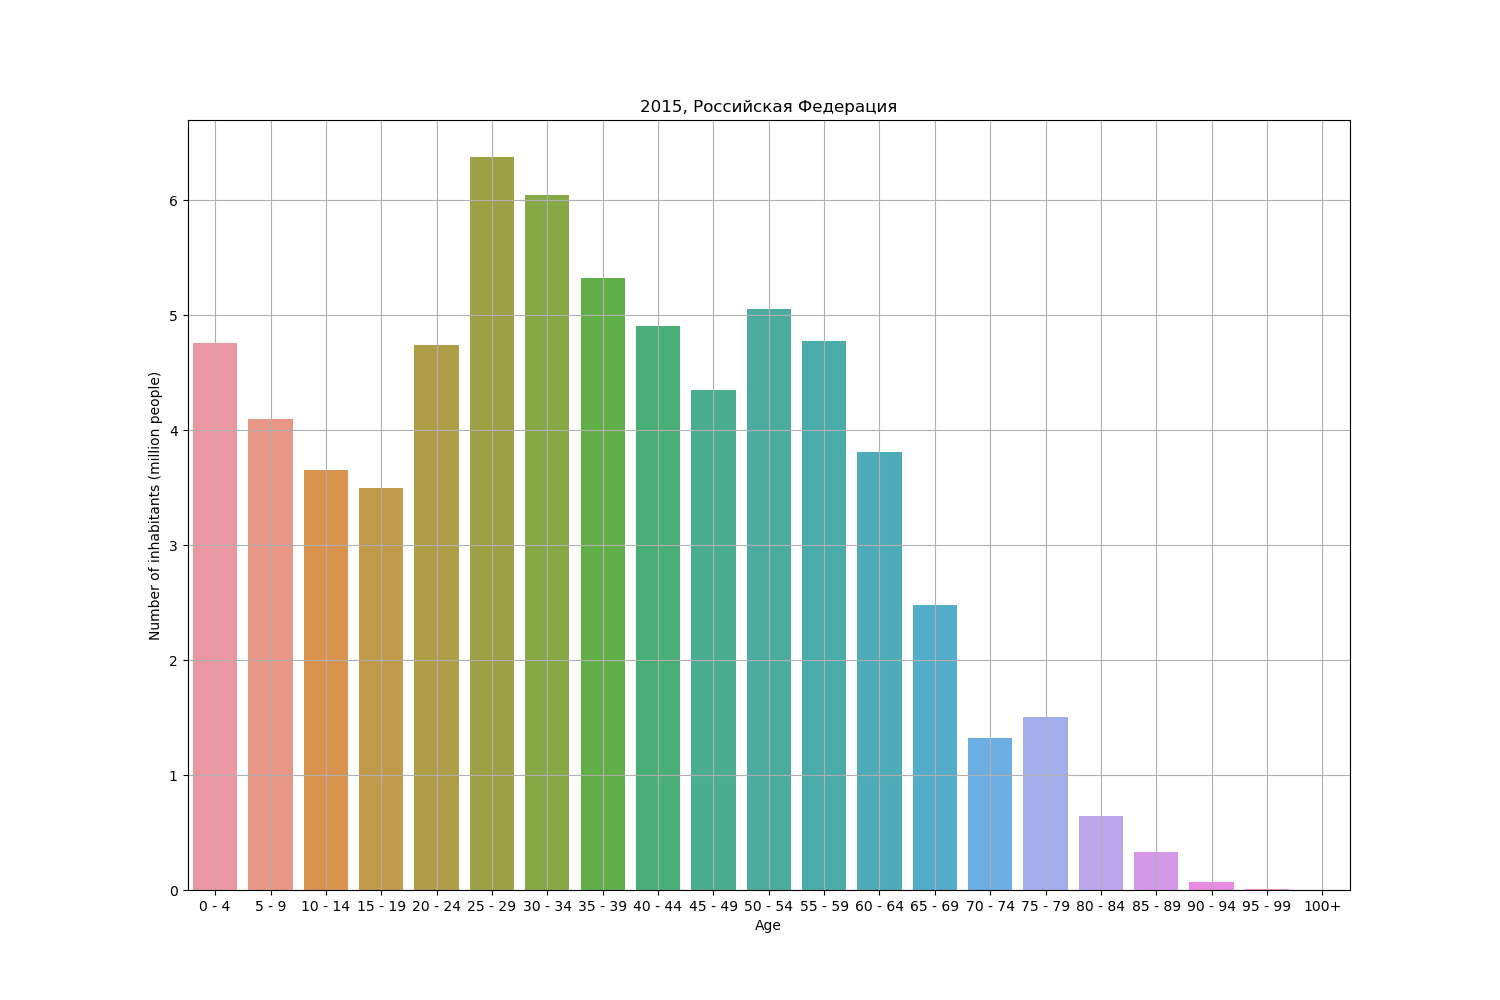 2015, Российская Федерация
Number of inhabitants (million people)
6
5
4
3
2
1
0
0 - 4 5 - 9 10 - 14 15 - 19 20 - 24 25 - 29 30 - 34 35 - 39 40 - 44 45 - 49 50 - 54 55 - 59 60 - 64 65 - 69 70 - 74 75 - 79 80 - 84 85 - 89 90 - 94 95 - 99 100+
Age